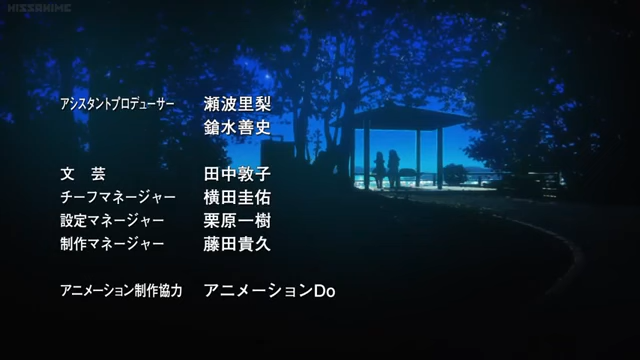 HISSAHIME
アシスタントプロデューサー 瀬波里梨
鎗水善史
文 芸 田中敦子
チーフマネージャー 横田圭佑
設定マネージャー 栗原一樹
制作マネージャー 藤田貴久
アニメーション制作協力 アニメーションDo